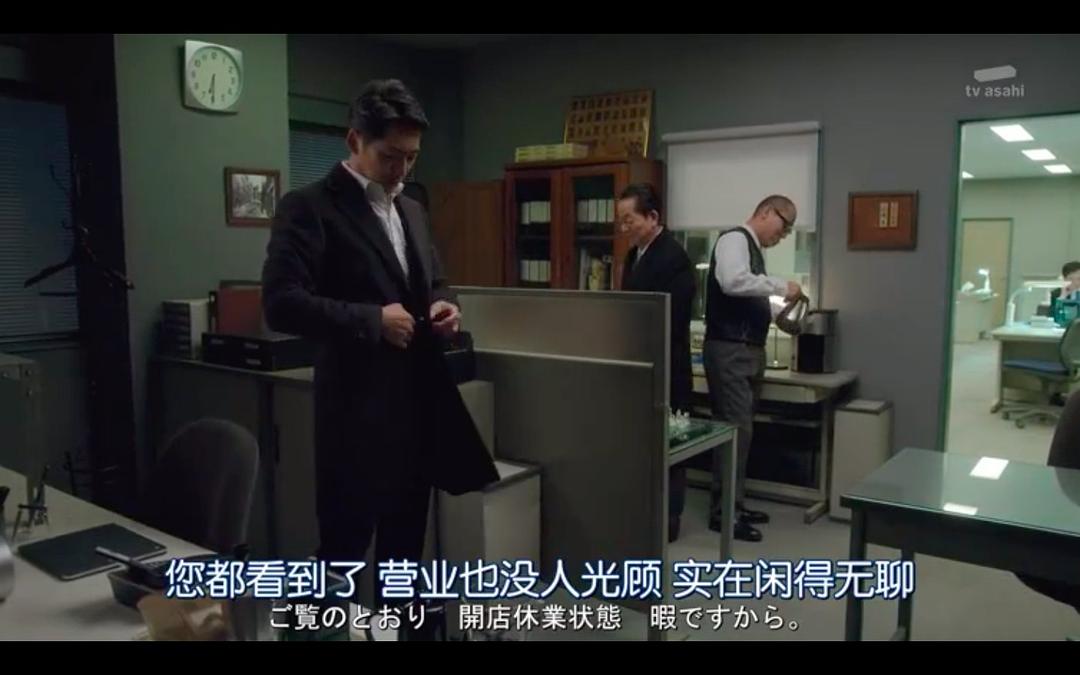 tv asahi
您都看到了 营业也没人光顾 实在闲得无聊
ご覧のとおり 開店休業状態 暇ですから。